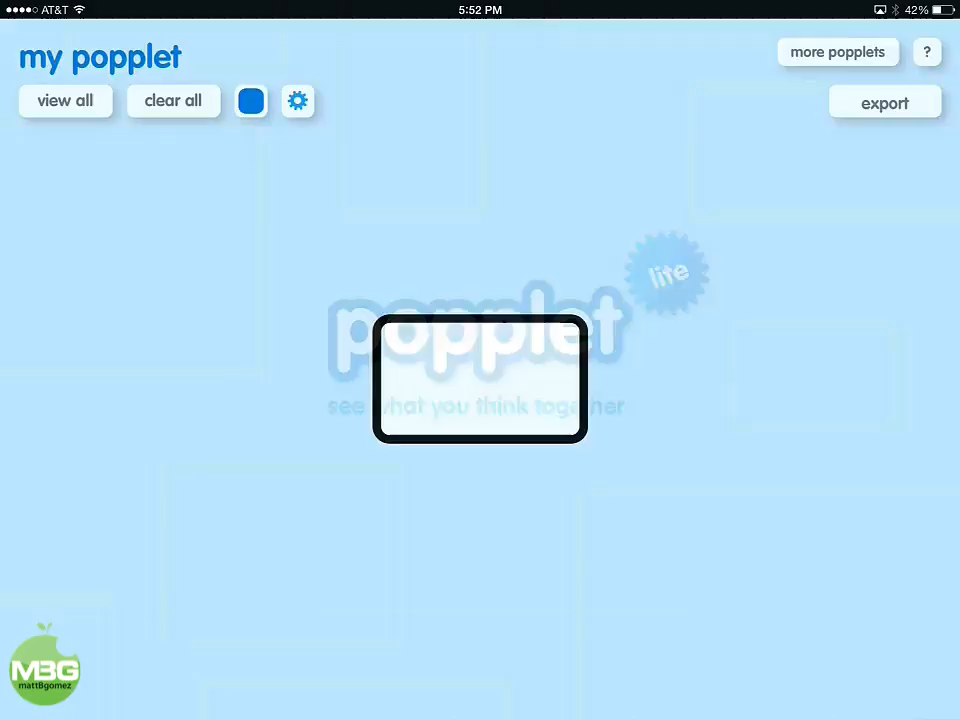 AT&T 5:52 PM 42%
my popplet
more popplets ?
view all clear all
export
lite
popplet
see what you think together
MBG
mattBgomez